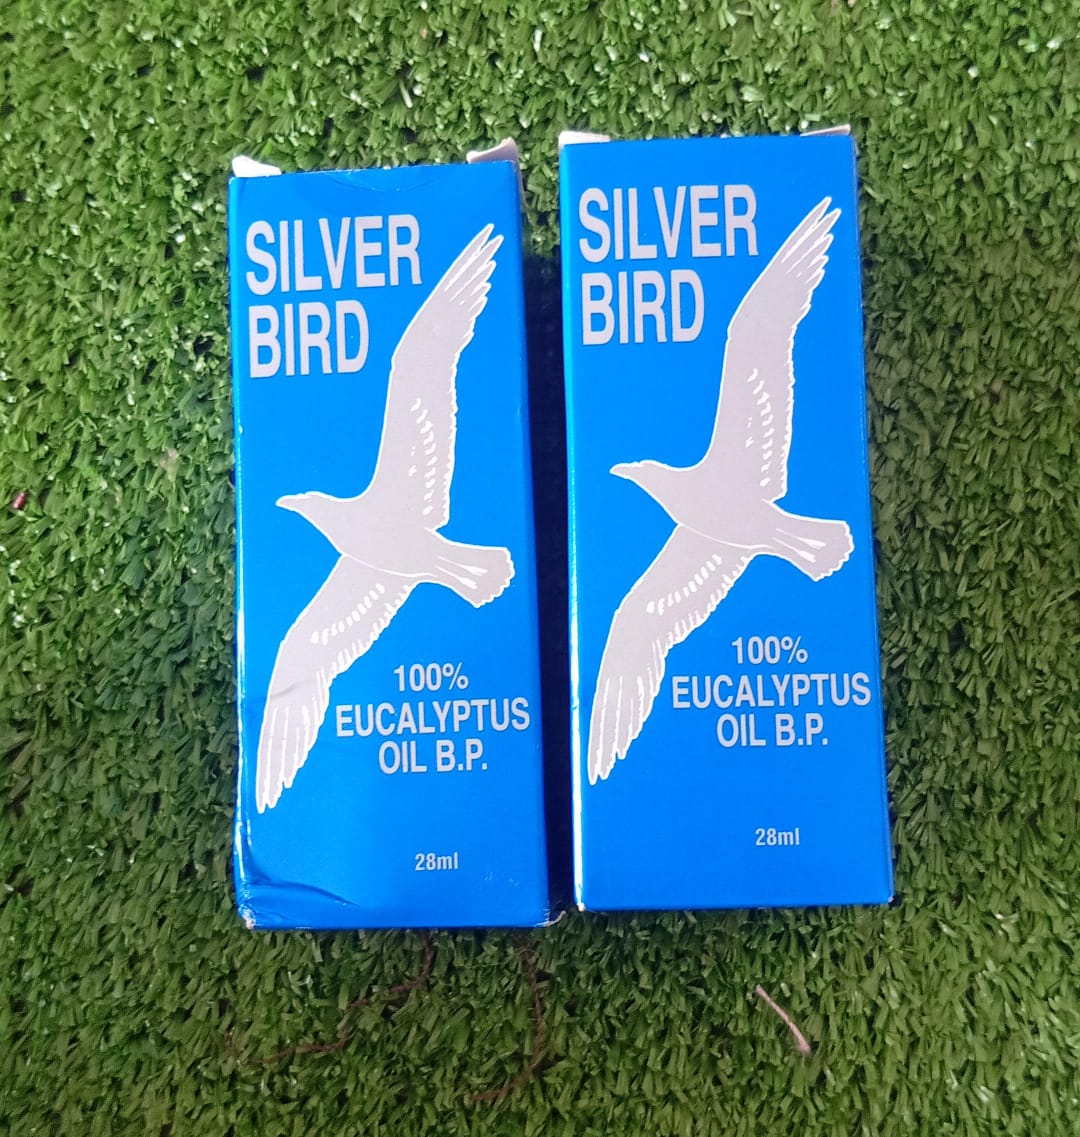 SILVER
BIRD
100%
EUCALYPTUS
OIL B.P.
28ml
SILVER
BIRD
100%
EUCALYPTUS
OIL B.P.
28ml